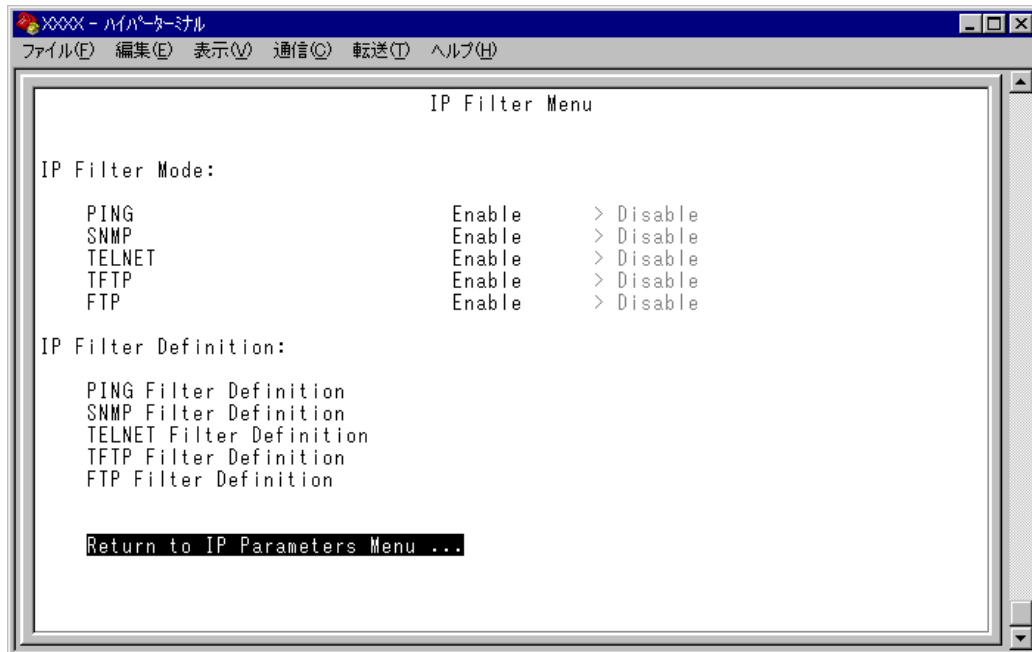 XXXX - ハイパーターミナル
ファイル(F) 編集(E) 表示(V) 通信(C) 転送(T) ヘルプ(H)
IP Filter Menu
IP Filter Mode:
PING Enable > Disable
SNMP Enable > Disable
TELNET Enable > Disable
TFTP Enable > Disable
FTP Enable > Disable
IP Filter Definition:
PING Filter Definition
SNMP Filter Definition
TELNET Filter Definition
TFTP Filter Definition
FTP Filter Definition
Return to IP Parameters Menu ...